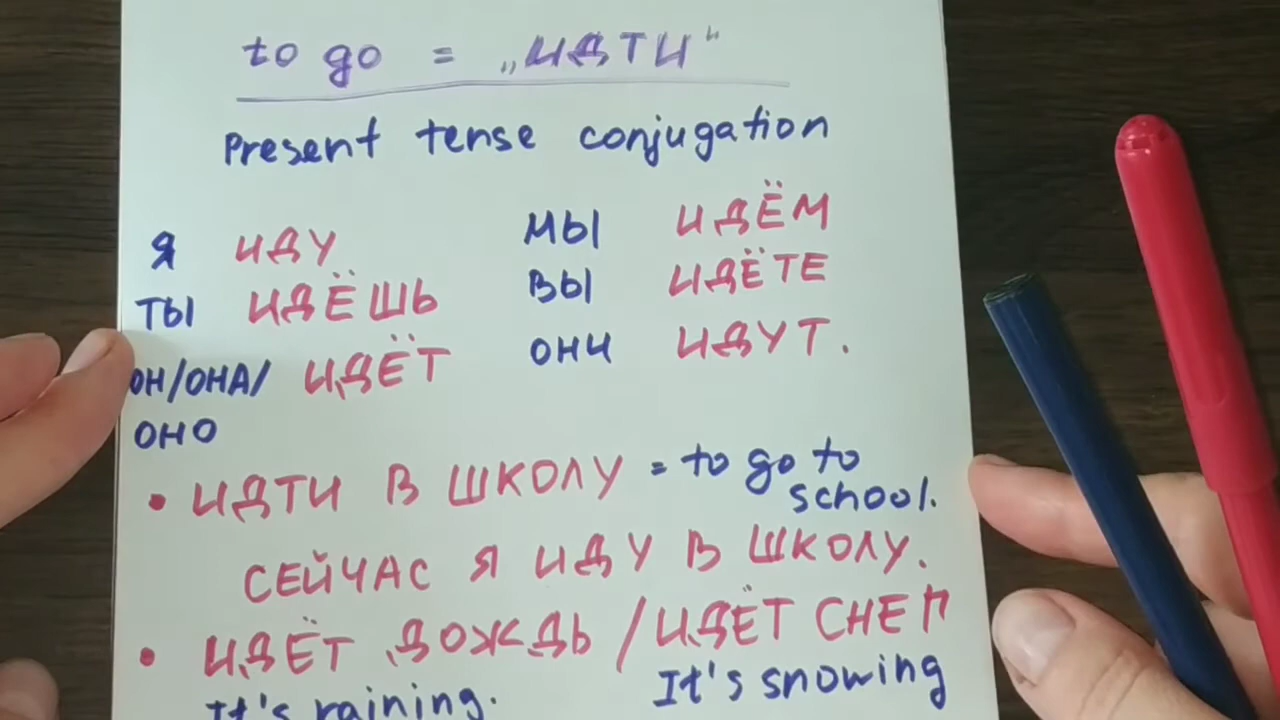 to go = „ИДТИ"
Present tense conjugation
Я ИДУ МЫ ИДЁМ
ТЫ ИДЁШЬ ВЫ ИДЁТЕ
ОН/ОНА/ ИДЁТ ОНИ ИДУТ.
ОНО
• ИДТИ В ШКОЛУ = to go to
school.
СЕЙЧАС Я ИДУ В ШКОЛУ.
• ИДЁТ ДОЖДЬ / ИДЁТ СНЕГ
It's raining. It's snowing